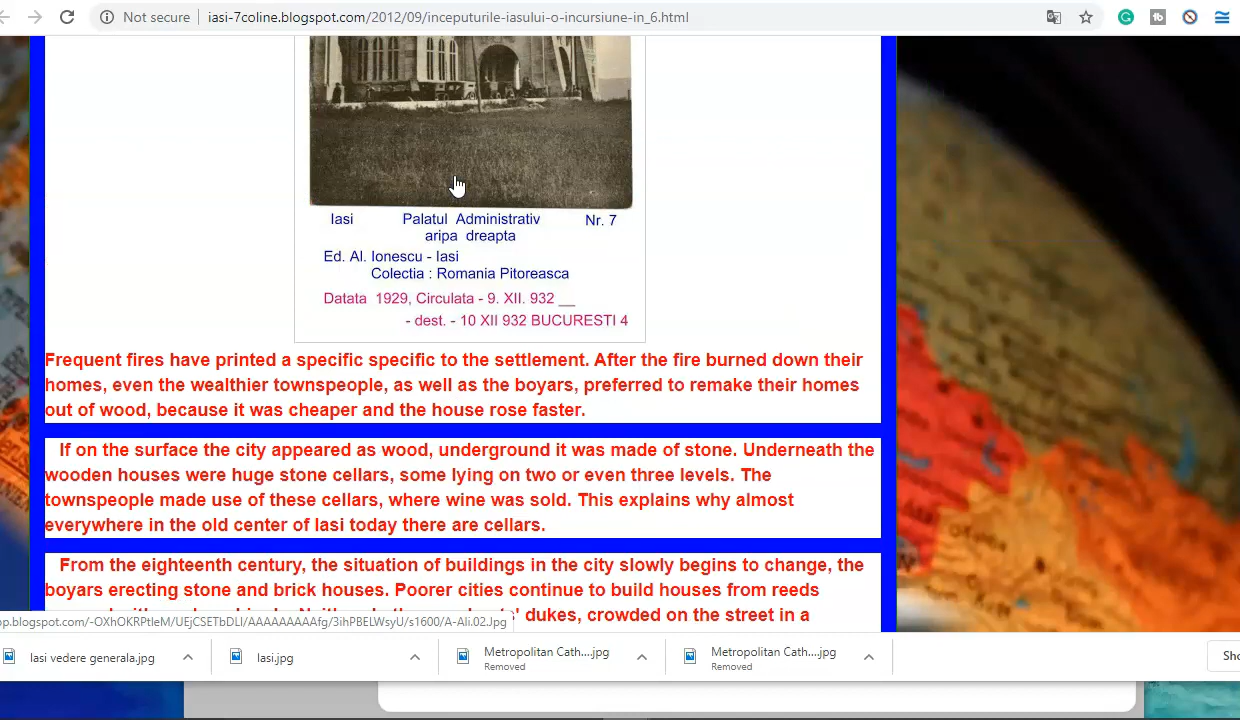 Not secure
iasi-7coline.blogspot.com/2012/09/inceputurile-iasului-o-incursiune-in_6.html
Iasi Palatul Administrativ Nr. 7
aripa dreapta
Ed. Al. Ionescu - Iasi
Colectia : Romania Pitoreasca
Datata 1929, Circulata - 9. XII. 932 __
- dest. - 10 XII 932 BUCURESTI 4
Frequent fires have printed a specific specific to the settlement. After the fire burned down their
homes, even the wealthier townspeople, as well as the boyars, preferred to remake their homes
out of wood, because it was cheaper and the house rose faster.
If on the surface the city appeared as wood, underground it was made of stone. Underneath the
wooden houses were huge stone cellars, some lying on two or even three levels. The
townspeople made use of these cellars, where wine was sold. This explains why almost
everywhere in the old center of Iasi today there are cellars.
From the eighteenth century, the situation of buildings in the city slowly begins to change, the
boyars erecting stone and brick houses. Poorer cities continue to build houses from reeds
dukes, crowded on the street in a
op.blogspot.com/-OXhOKRPtleM/UEjCSETbDLI/AAAAAAAAAfg/3ihPBELWsyU/s1600/A-Ali.02.Jpg
Iasi vedere generala.jpg
Iasi.jpg
Metropolitan Cath....jpg
Removed
Metropolitan Cath....jpg
Removed
Sho